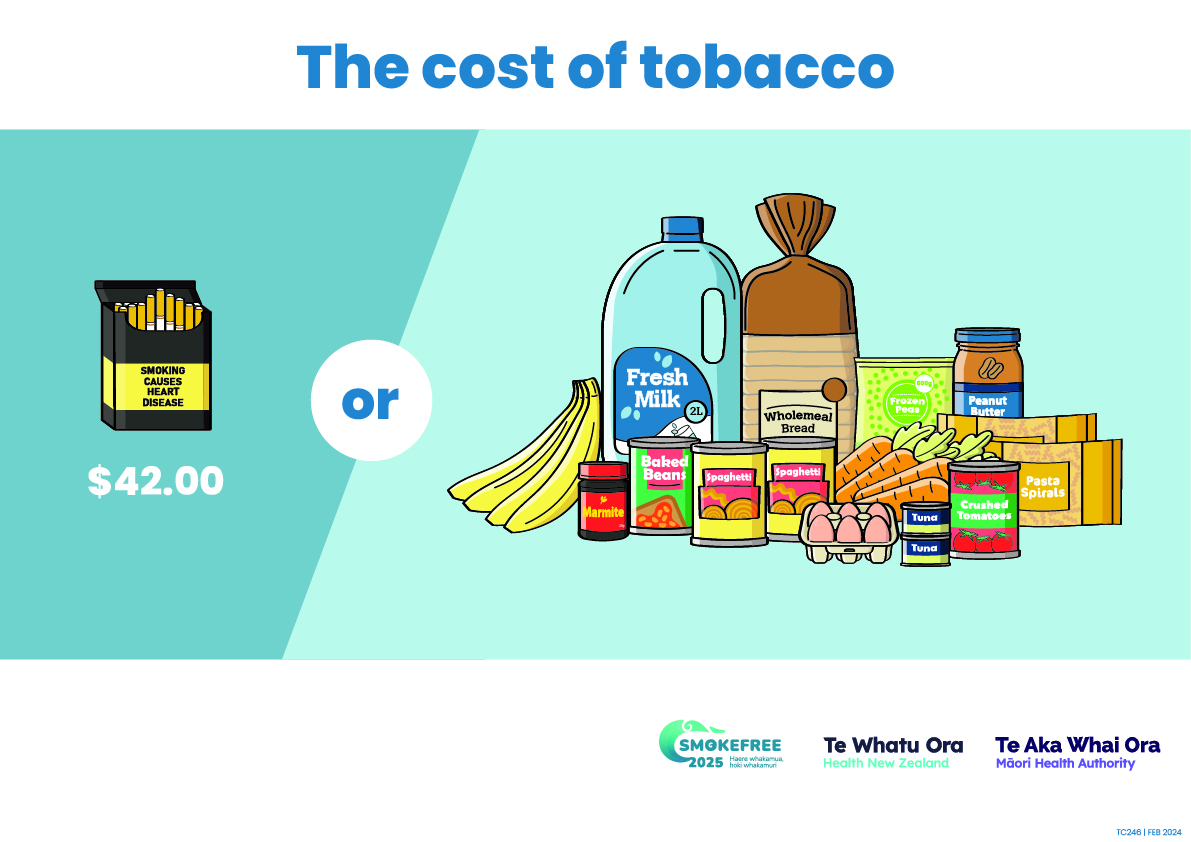 The cost of tobacco
SMOKING
CAUSES
HEART
DISEASE
$42.00
or
Fresh
Milk
2L
Wholemeal
Bread
Frozen
Peas
Peanut
Butter
Marmite
Baked
Beans
Spaghetti
Spaghetti
Tuna
Tuna
Crushed
Tomatoes
Pasta
Spirals
SMOKEFREE
2025
Haere whakamua,
hoki whakamuri
Te Whatu Ora
Health New Zealand
Te Aka Whai Ora
Māori Health Authority
TC246 | FEB 2024